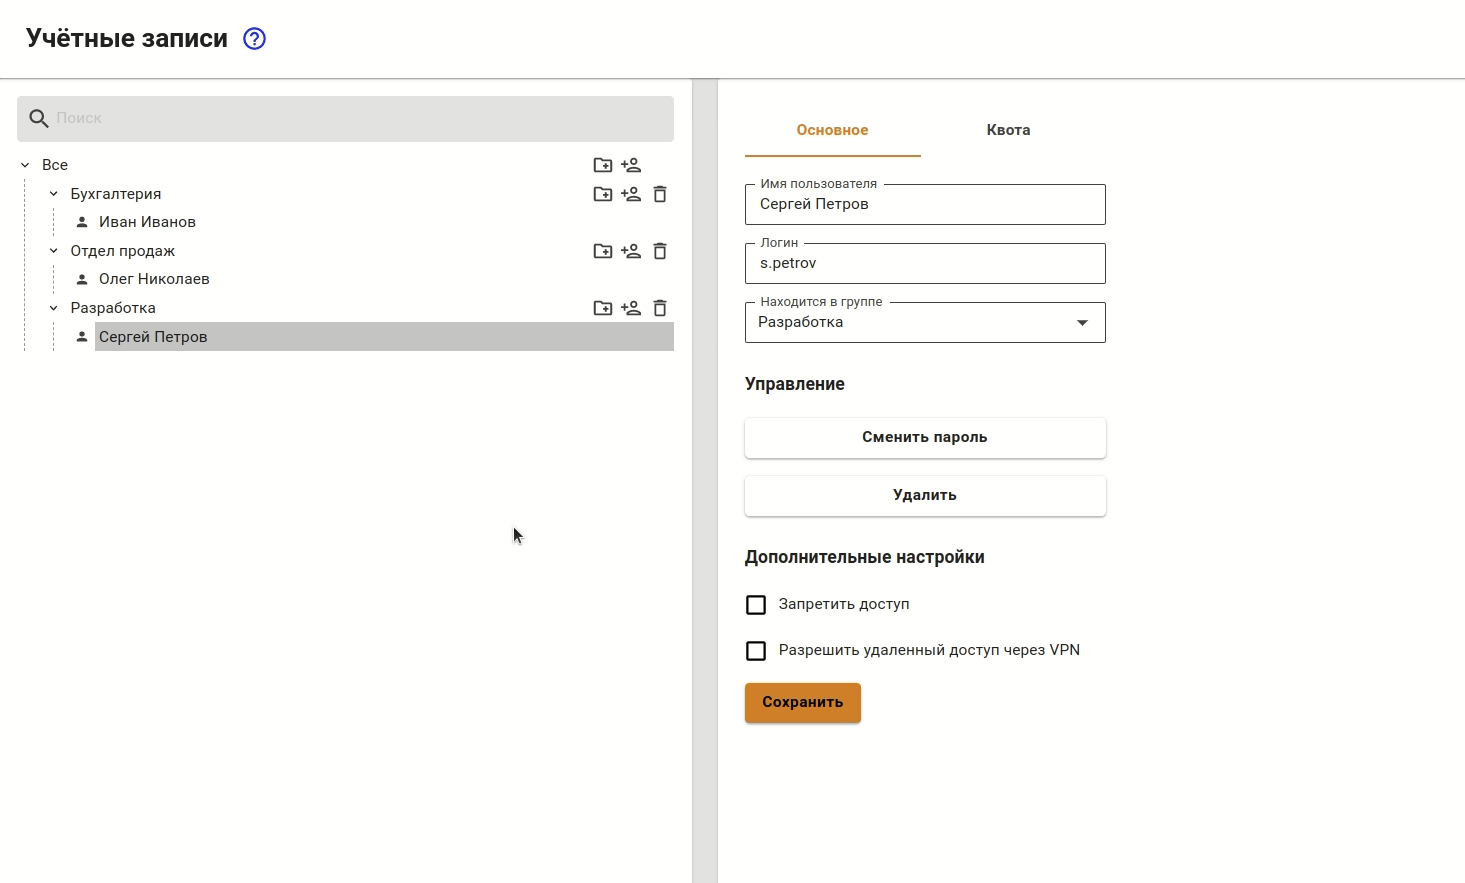 Учётные записи
Поиск
Все
Бухгалтерия
Иван Иванов
Отдел продаж
Олег Николаев
Разработка
Сергей Петров
Основное
Квота
Имя пользователя
Сергей Петров
Логин
s.petrov
Находится в группе
Разработка
Управление
Сменить пароль
Удалить
Дополнительные настройки
Запретить доступ
Разрешить удаленный доступ через VPN
Сохранить